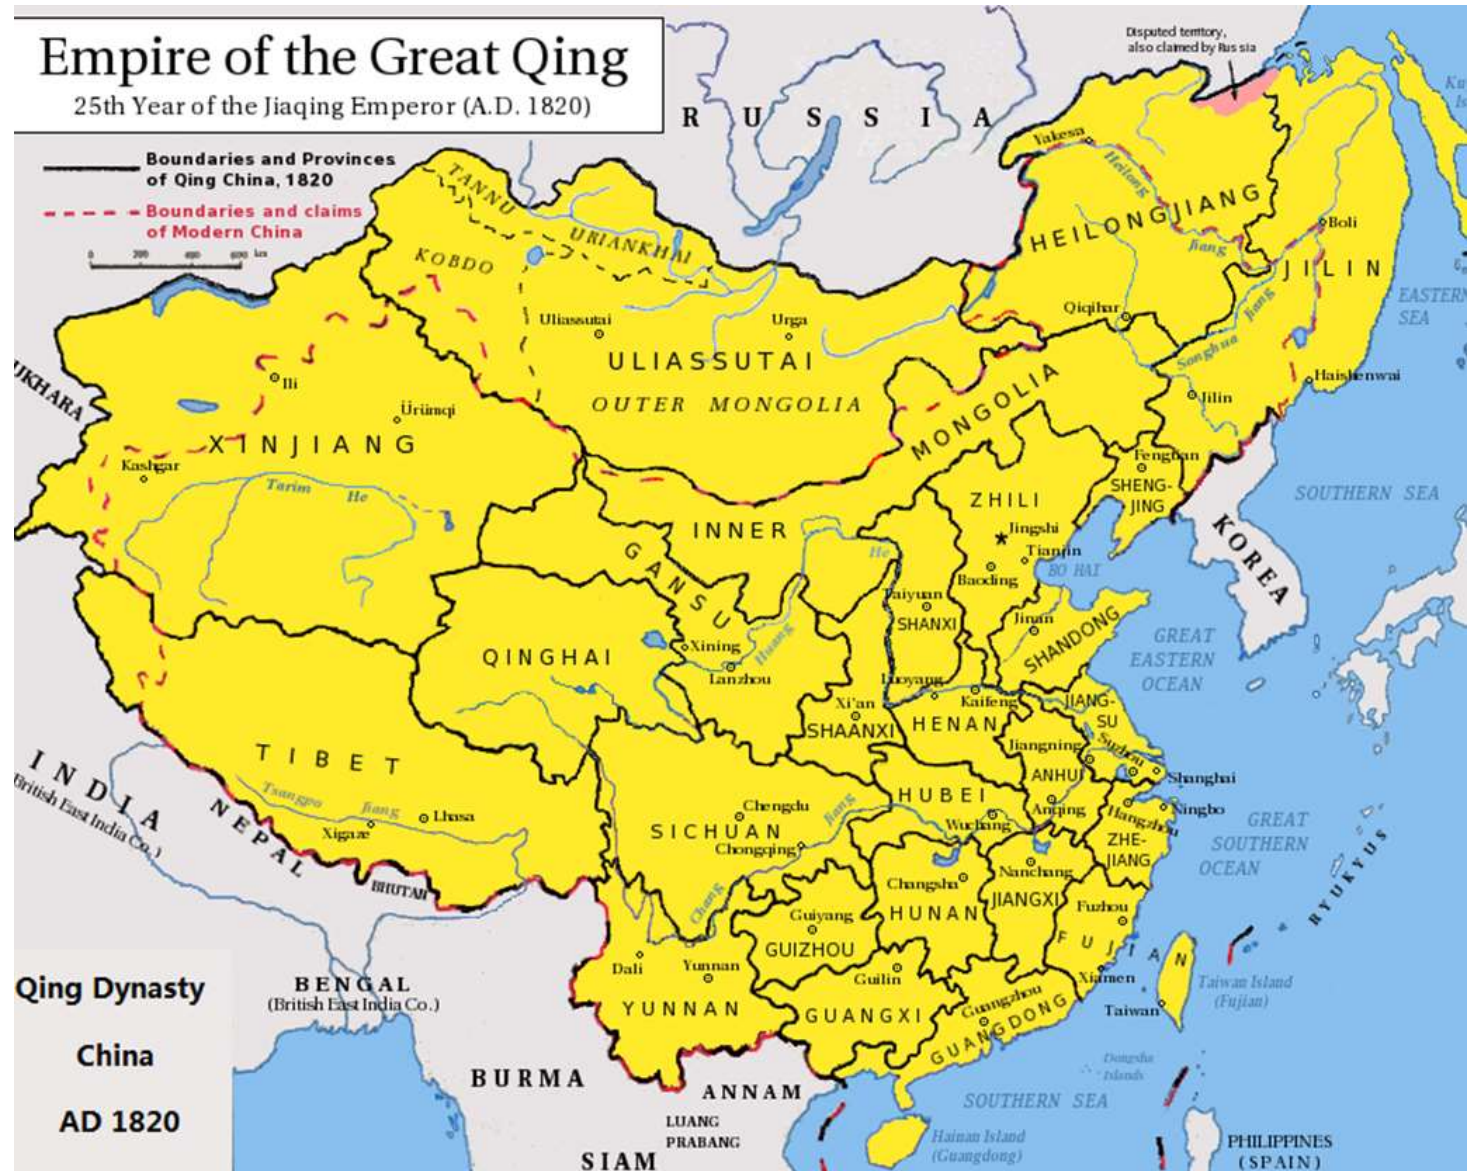 Empire of the Great Qing
25th Year of the Jiaqing Emperor (A.D. 1820)
Boundaries and Provinces
of Qing China, 1820
Boundaries and claims
of Modern China
0 200 400 600 km
Disputed territory,
also claimed by Russia
RUSSIA
TANNU
URIANKHAI
KOBDO
Uliassutai
Urga
ULIASSUTAI
OUTER MONGOLIA
Yakesa
Heilong
Jiang
HEILONGJIANG
Boli
JILIN
Qiqihar
Songhua
Jiang
Jilin
Haishenwai
EASTERN
SEA
UKHARA
Ili
Ürümqi
XINJIANG
Kashgar
Tarim He
INNER
MONGOLIA
Fengtian
SHENG-
JING
ZHILI
Jingshi
Tianjin
Baoding
BO HAI
KOREA
SOUTHERN SEA
GANSU
He
Huang
Taiyuan
SHANXI
Jinan
SHANDONG
GREAT
EASTERN
OCEAN
QINGHAI
Xining
Lanzhou
Xi'an
SHAANXI
Luoyang
Kaifeng
HENAN
JIANG-
SU
Jiangning
Suzhou
ANHUI
Anqing
Shanghai
TIBET
Tsangpo Jiang
Lhasa
Xigaze
INDIA
(British East India Co.)
NEPAL
BHUTAN
Chengdu
SICHUAN
Chongqing
Chang
Jiang
HUBEI
Wuchang
Hangzhou
Ningbo
ZHE-
JIANG
GREAT
SOUTHERN
OCEAN
RYUKYUS
Changsha
HUNAN
Nanchang
JIANGXI
Fuzhou
FUJIAN
Xiamen
Guiyang
GUIZHOU
Dali
Yunnan
YUNNAN
Guilin
GUANGXI
Guangzhou
GUANGDONG
Taiwan
Taiwan Island
(Fujian)
BENGAL
(British East India Co.)
BURMA
ANNAM
LUANG
PRABANG
SIAM
Dongsha
Islands
SOUTHERN SEA
Hainan Island
(Guangdong)
PHILIPPINES
(SPAIN)
Qing Dynasty
China
AD 1820